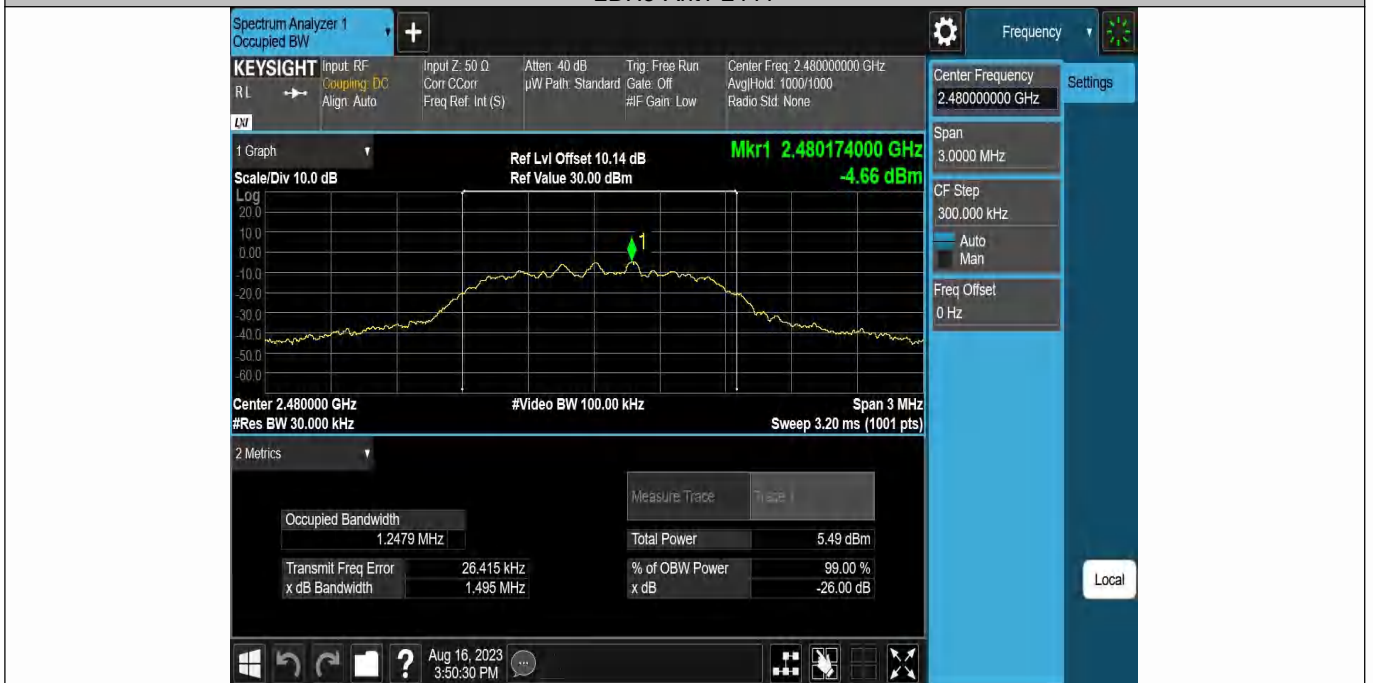 Spectrum Analyzer 1
Occupied BW
+
Frequency
KEYSIGHT
RL
LXI
Input: RF
Coupling: DC
Align: Auto
Input Z: 50 Ω
Corr CCorr
Freq Ref: Int (S)
Atten: 40 dB
µW Path: Standard
Trig: Free Run
Gate: Off
#IF Gain: Low
Center Freq: 2.480000000 GHz
Avg|Hold: 1000/1000
Radio Std: None
Center Frequency
2.480000000 GHz
Settings
Span
3.0000 MHz
CF Step
300.000 kHz
Auto
Man
Freq Offset
0 Hz
Local
1 Graph
Scale/Div 10.0 dB
Ref Lvl Offset 10.14 dB
Ref Value 30.00 dBm
Mkr1 2.480174000 GHz
-4.66 dBm
Log
20.0
10.0
0.00
-10.0
-20.0
-30.0
-40.0
-50.0
-60.0
1
Center 2.480000 GHz
#Video BW 100.00 kHz
Span 3 MHz
#Res BW 30.000 kHz
Sweep 3.20 ms (1001 pts)
2 Metrics
Measure Trace
Trace 1
Occupied Bandwidth
1.2479 MHz
Total Power
5.49 dBm
Transmit Freq Error
26.415 kHz
% of OBW Power
99.00 %
x dB Bandwidth
1.495 MHz
x dB
-26.00 dB
?
Aug 16, 2023
3:50:30 PM